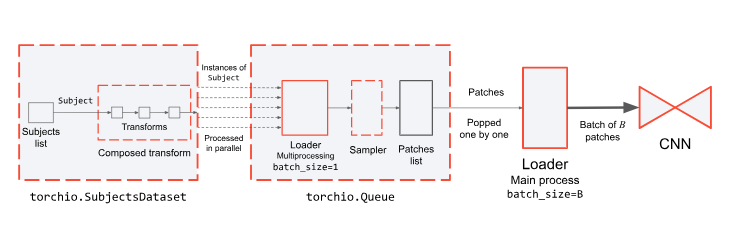 Subject
Subjects
list
Transforms
Composed transform
torchio.SubjectsDataset
Instances of
Subject
Processed
in parallel
Loader
Multiprocessing
batch_size=1
Sampler
Patches
list
torchio.Queue
Patches
Popped
one by one
Loader
Main process
batch_size=B
Batch of B
patches
CNN